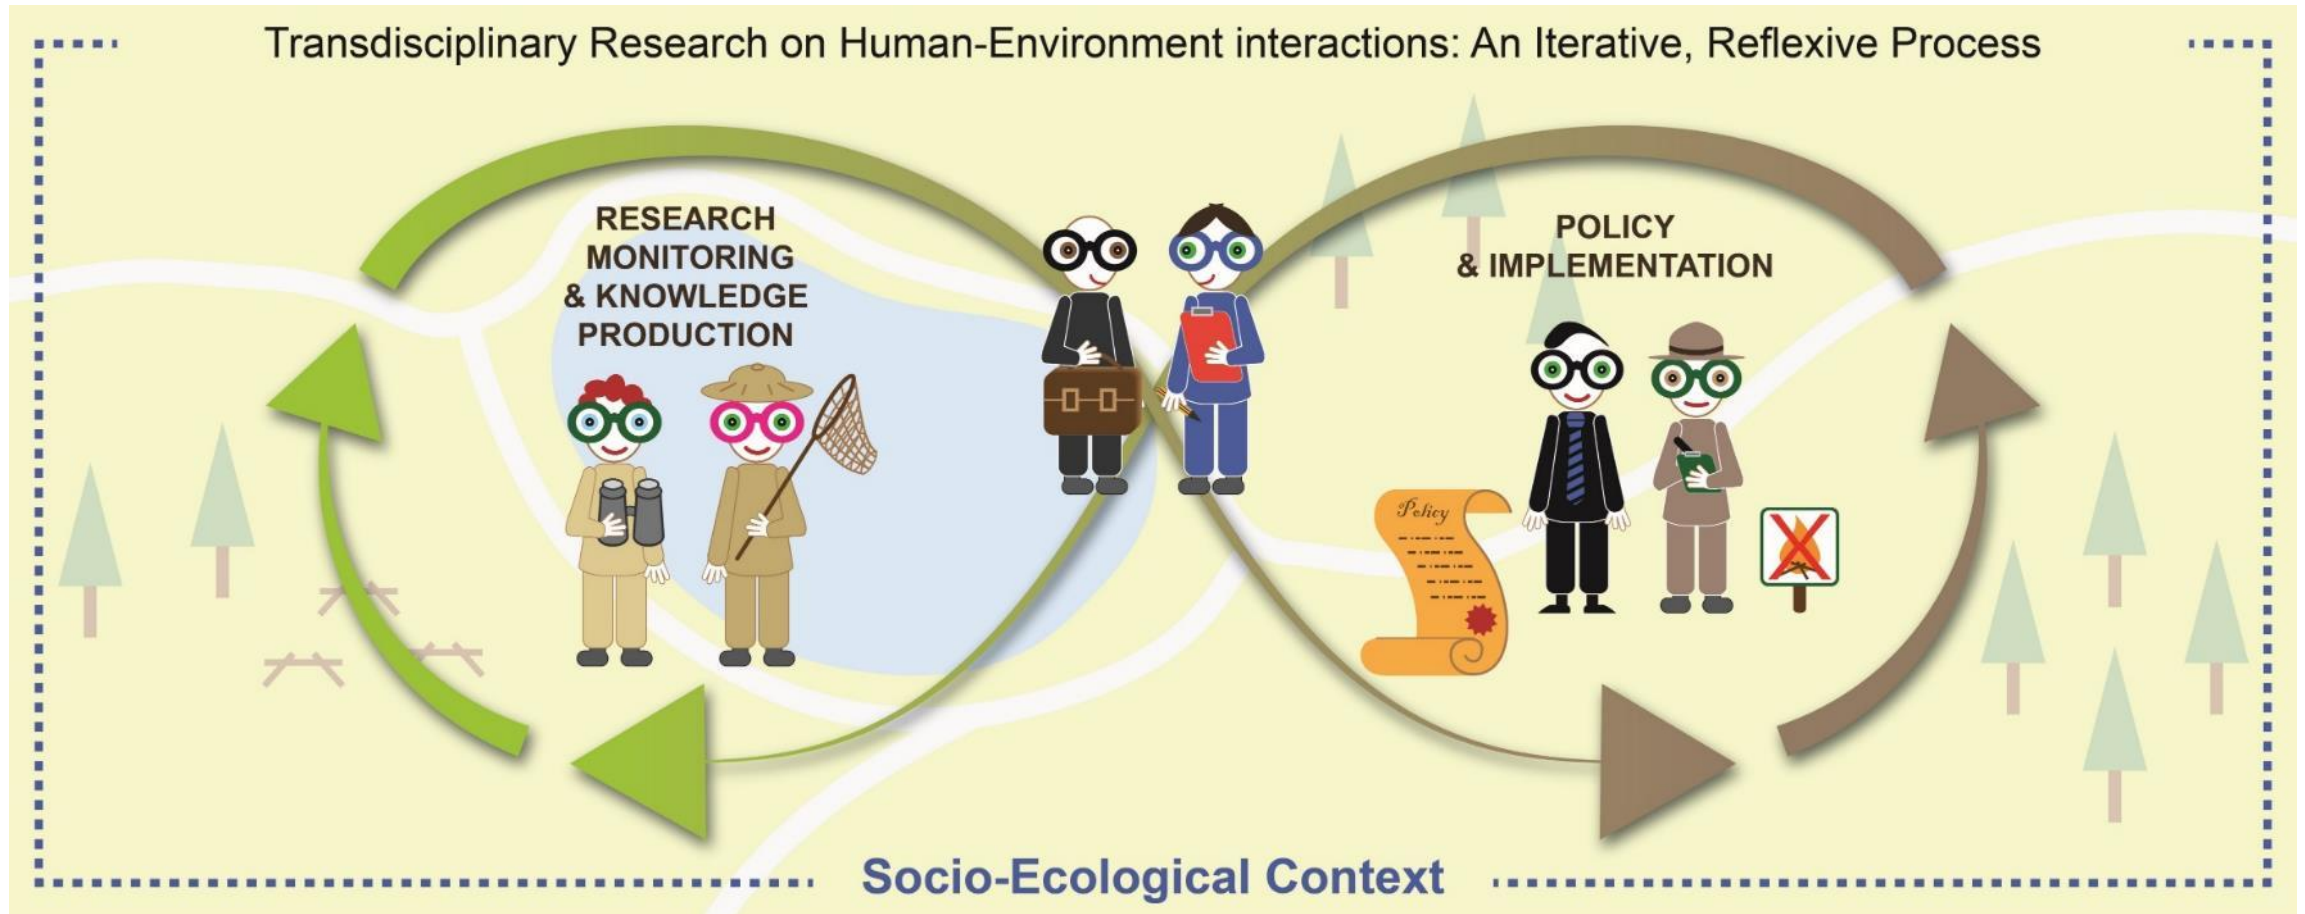 Transdisciplinary Research on Human-Environment interactions: An Iterative, Reflexive Process
RESEARCH
MONITORING
& KNOWLEDGE
PRODUCTION
POLICY
& IMPLEMENTATION
Policy
Socio-Ecological Context